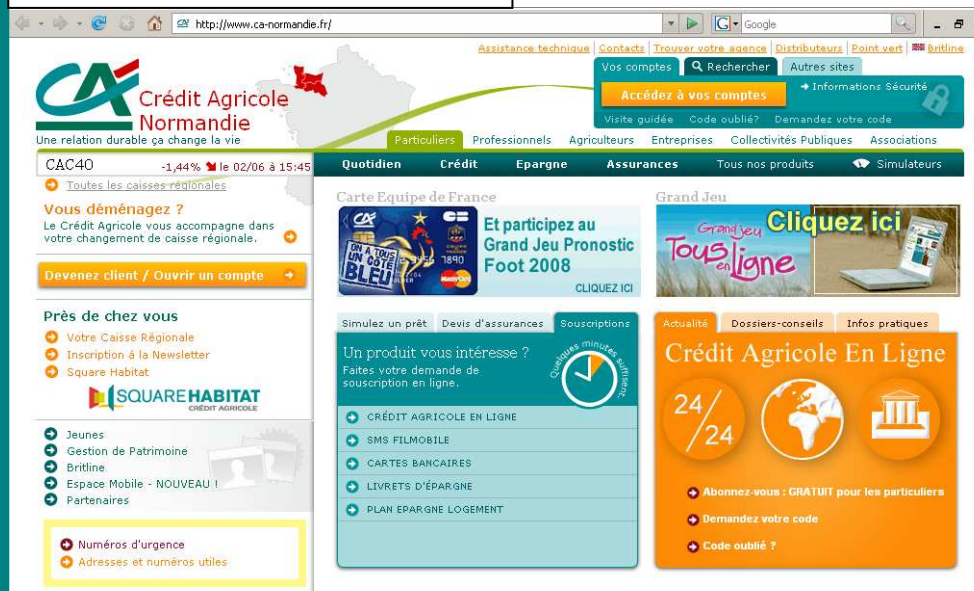 http://www.ca-normandie.fr/
Google
Assistance technique | Contacts | Trouver votre agence | Distributeurs | Point vert | Britline
CA
Crédit Agricole
Normandie
Une relation durable ça change la vie
Vos comptes
Rechercher
Autres sites
Accédez à vos comptes
Informations Sécurité
Visite guidée Code oublié? Demandez votre code
Particuliers Professionnels Agriculteurs Entreprises Collectivités Publiques Associations
CAC40 -1,44% le 02/06 à 15:45
Quotidien Crédit Epargne Assurances Tous nos produits Simulateurs
Toutes les caisses régionales
Vous déménagez ?
Le Crédit Agricole vous accompagne dans
votre changement de caisse régionale.
Devenez client / Ouvrir un compte
Près de chez vous
Votre Caisse Régionale
Inscription à la Newsletter
Square Habitat
SQUARE HABITAT
CRÉDIT AGRICOLE
Jeunes
Gestion de Patrimoine
Britline
Espace Mobile - NOUVEAU !
Partenaires
Numéros d'urgence
Adresses et numéros utiles
Carte Equipe de France
ON A TOUS
UN CÔTÉ
BLEU
7890
MasterCard
Et participez au
Grand Jeu Pronostic
Foot 2008
CLIQUEZ ICI
Grand Jeu
Grand jeu
Tous
en
ligne
Cliquez ici
Simulez un prêt Devis d'assurances Souscriptions
Un produit vous intéresse ?
Faites votre demande de
souscription en ligne.
Quelques minutes suffisent.
CRÉDIT AGRICOLE EN LIGNE
SMS FILMOBILE
CARTES BANCAIRES
LIVRETS D'ÉPARGNE
PLAN EPARGNE LOGEMENT
Actualité Dossiers-conseils Infos pratiques
Crédit Agricole En Ligne
24/24
Abonnez-vous : GRATUIT pour les particuliers
Demandez votre code
Code oublié ?